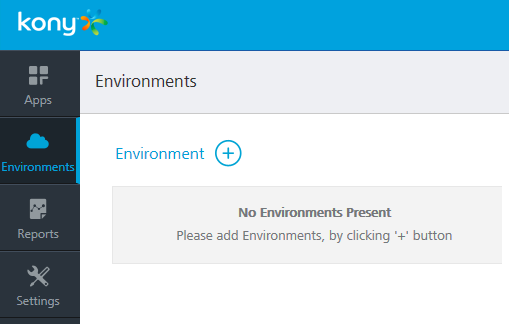 kony
Environments
Apps
Environment +
Environments
No Environments Present
Please add Environments, by clicking '+' button
Reports
Settings